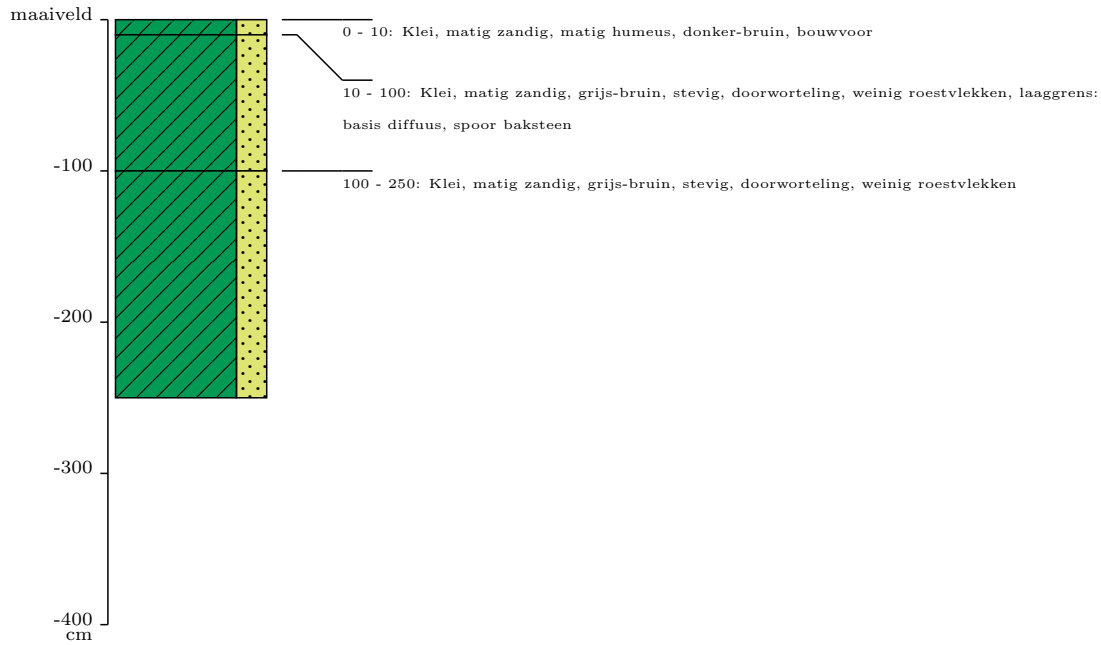 maaiveld
0 - 10: Klei, matig zandig, matig humeus, donker-bruin, bouwvoor
10 - 100: Klei, matig zandig, grijs-bruin, stevig, doorworteling, weinig roestvlekken, laaggrens:
basis diffuus, spoor baksteen
-100
100 - 250: Klei, matig zandig, grijs-bruin, stevig, doorworteling, weinig roestvlekken
-200
-300
-400
cm